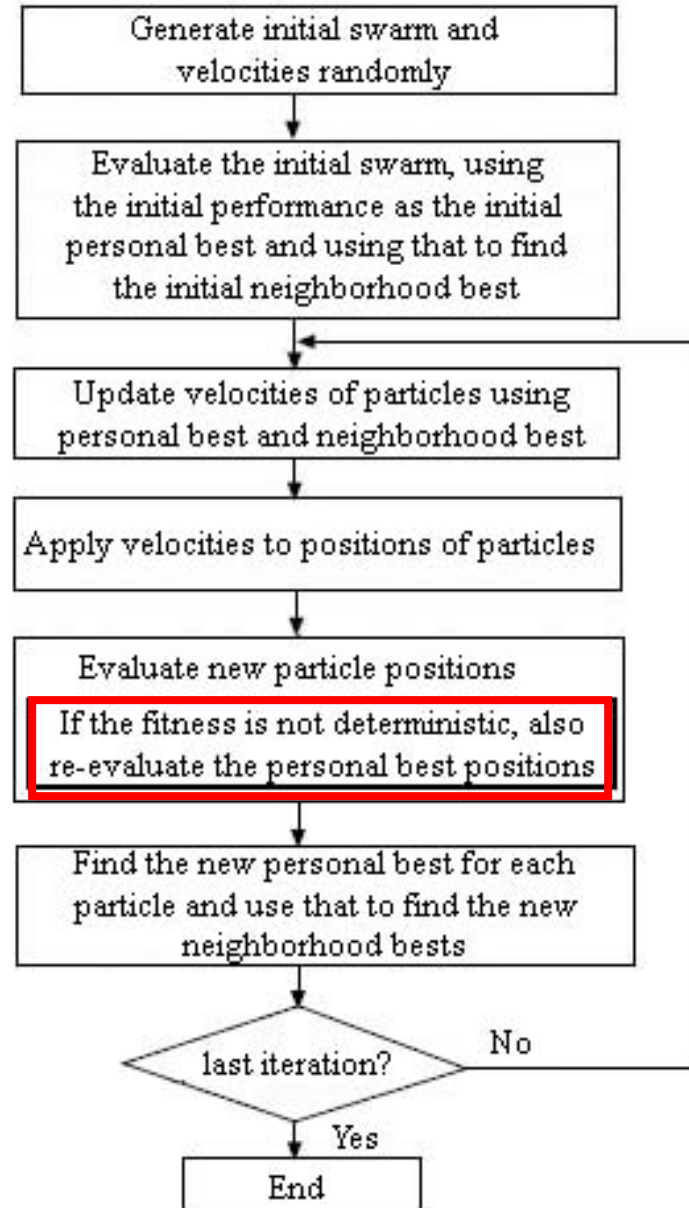 Generate initial swarm and
velocities randomly
Evaluate the initial swarm, using
the initial performance as the initial
personal best and using that to find
the initial neighborhood best
Update velocities of particles using
personal best and neighborhood best
Apply velocities to positions of particles
Evaluate new particle positions
If the fitness is not deterministic, also
re-evaluate the personal best positions
Find the new personal best for each
particle and use that to find the new
neighborhood bests
last iteration?
No
Yes
End